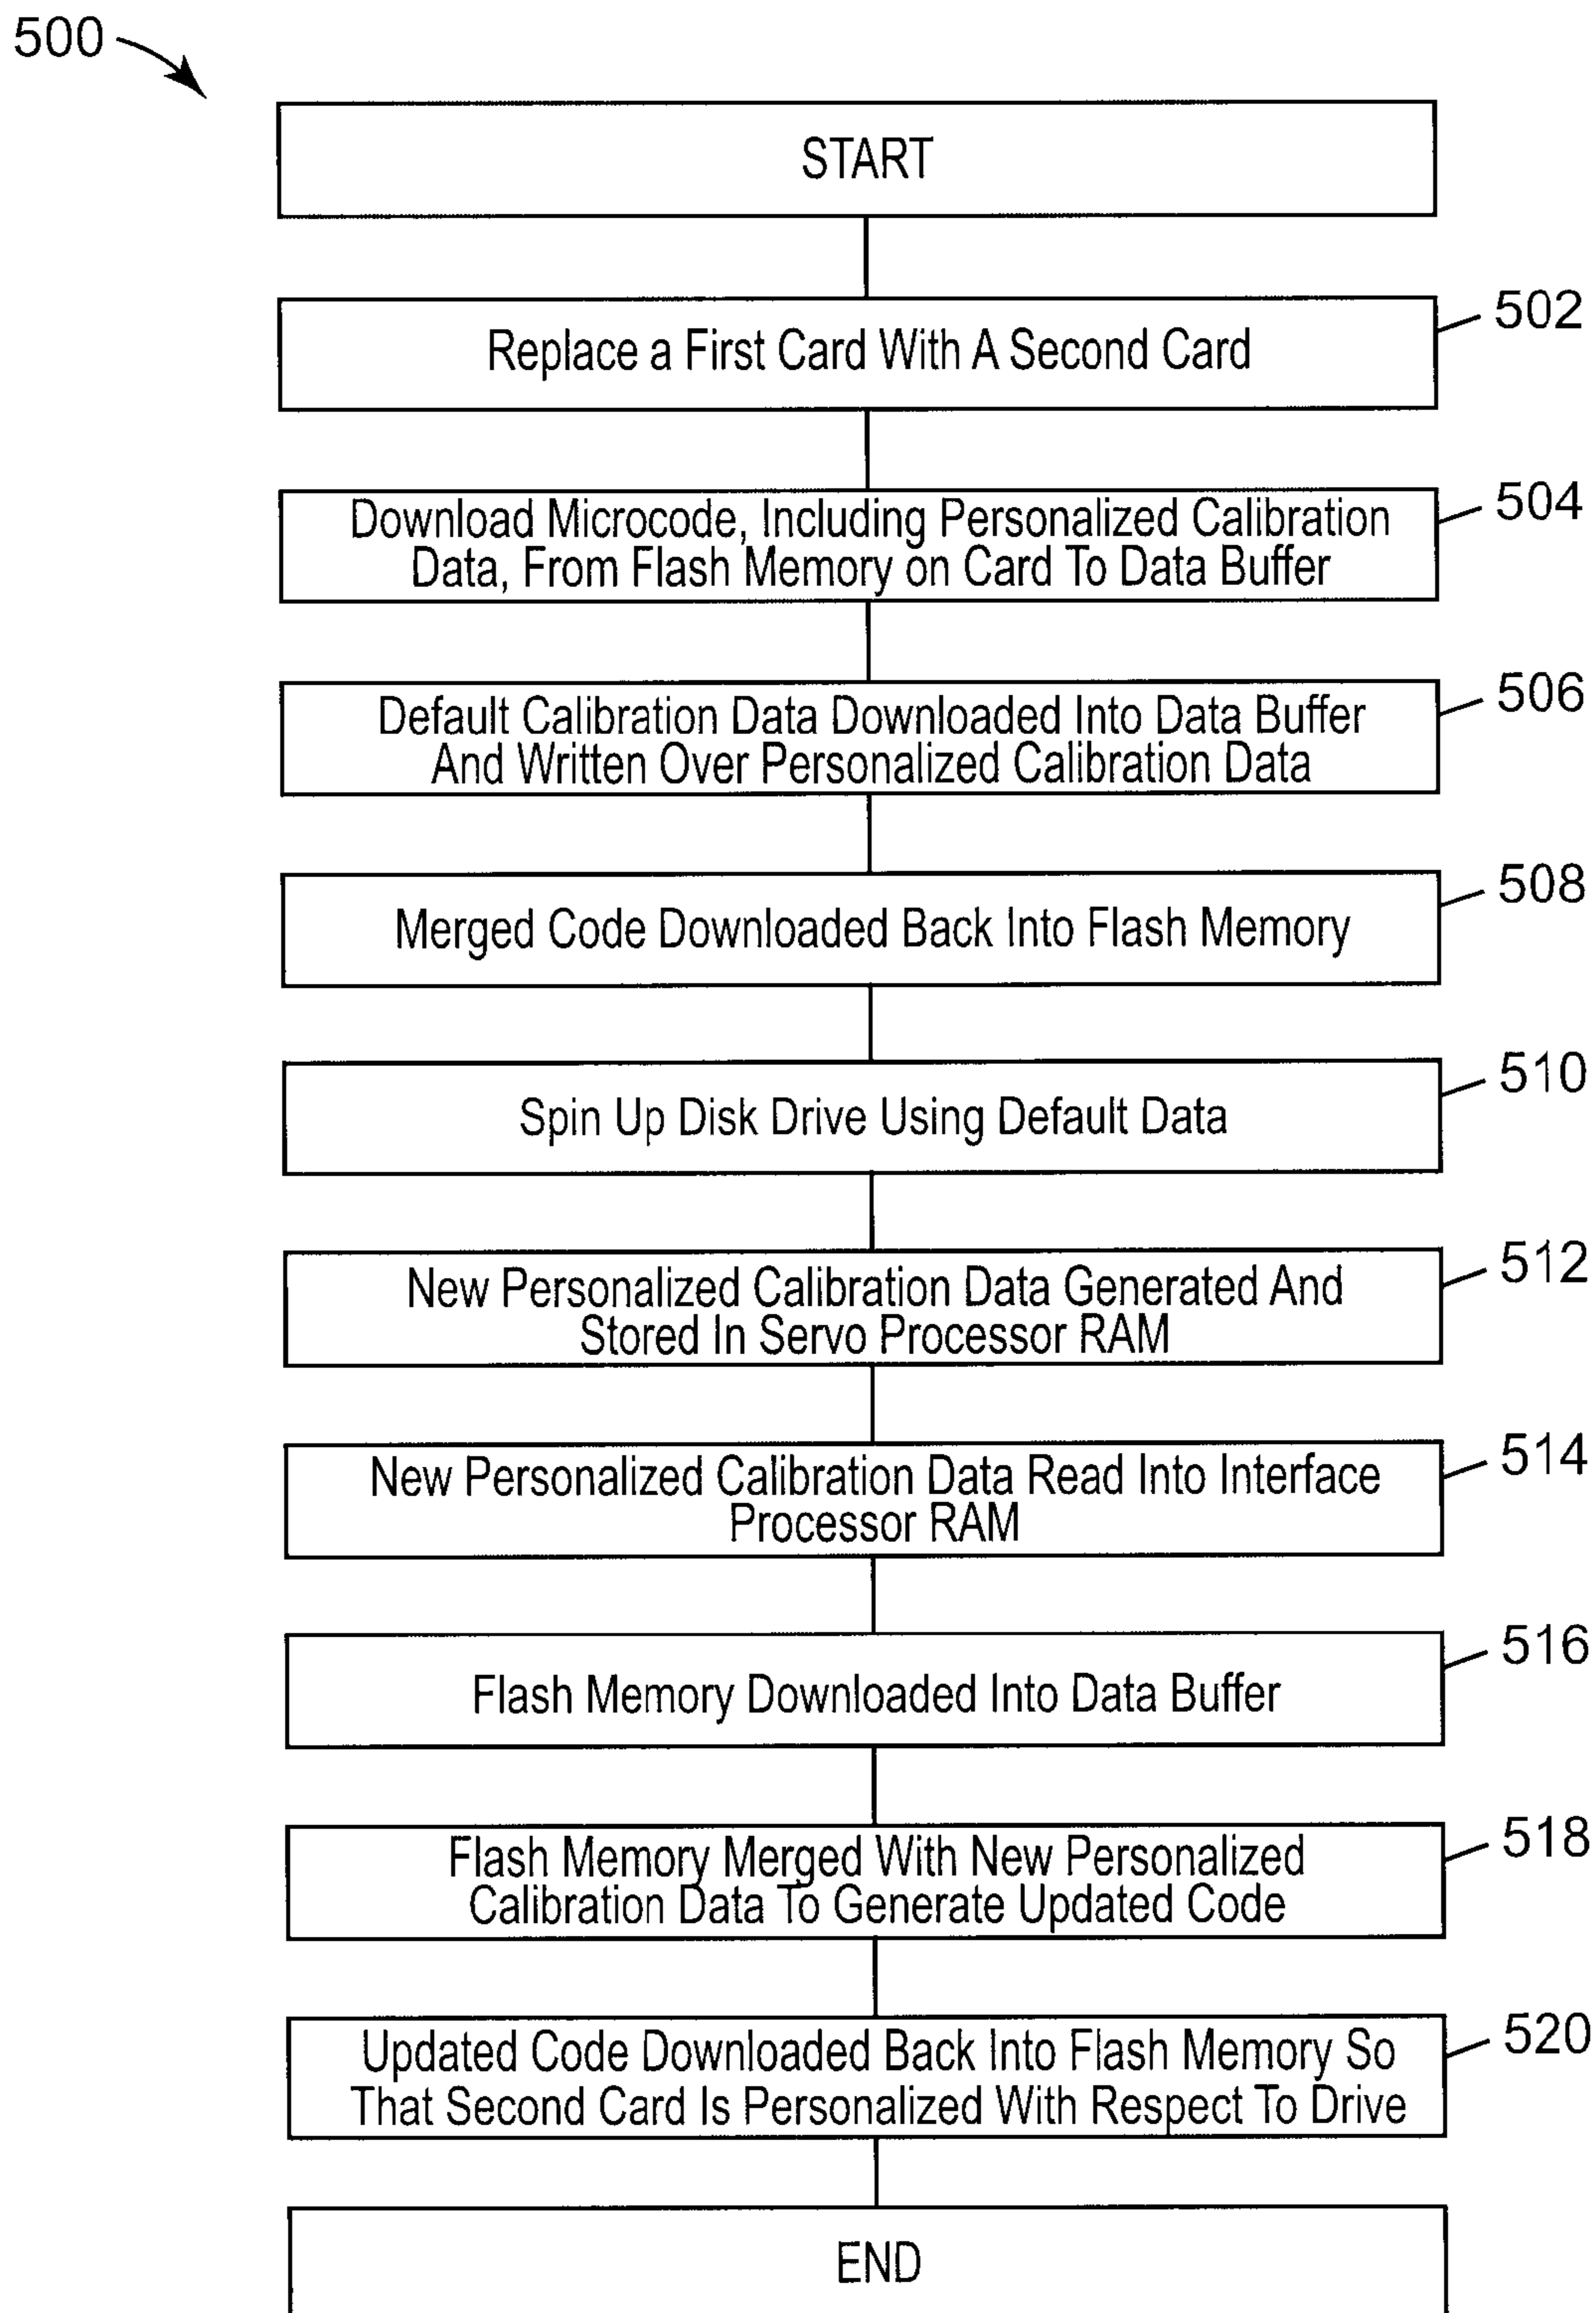 500
START
502
Replace a First Card With A Second Card
504
Download Microcode, Including Personalized Calibration
Data, From Flash Memory on Card To Data Buffer
506
Default Calibration Data Downloaded Into Data Buffer
And Written Over Personalized Calibration Data
508
Merged Code Downloaded Back Into Flash Memory
510
Spin Up Disk Drive Using Default Data
512
New Personalized Calibration Data Generated And
Stored In Servo Processor RAM
514
New Personalized Calibration Data Read Into Interface
Processor RAM
516
Flash Memory Downloaded Into Data Buffer
518
Flash Memory Merged With New Personalized
Calibration Data To Generate Updated Code
520
Updated Code Downloaded Back Into Flash Memory So
That Second Card Is Personalized With Respect To Drive
END